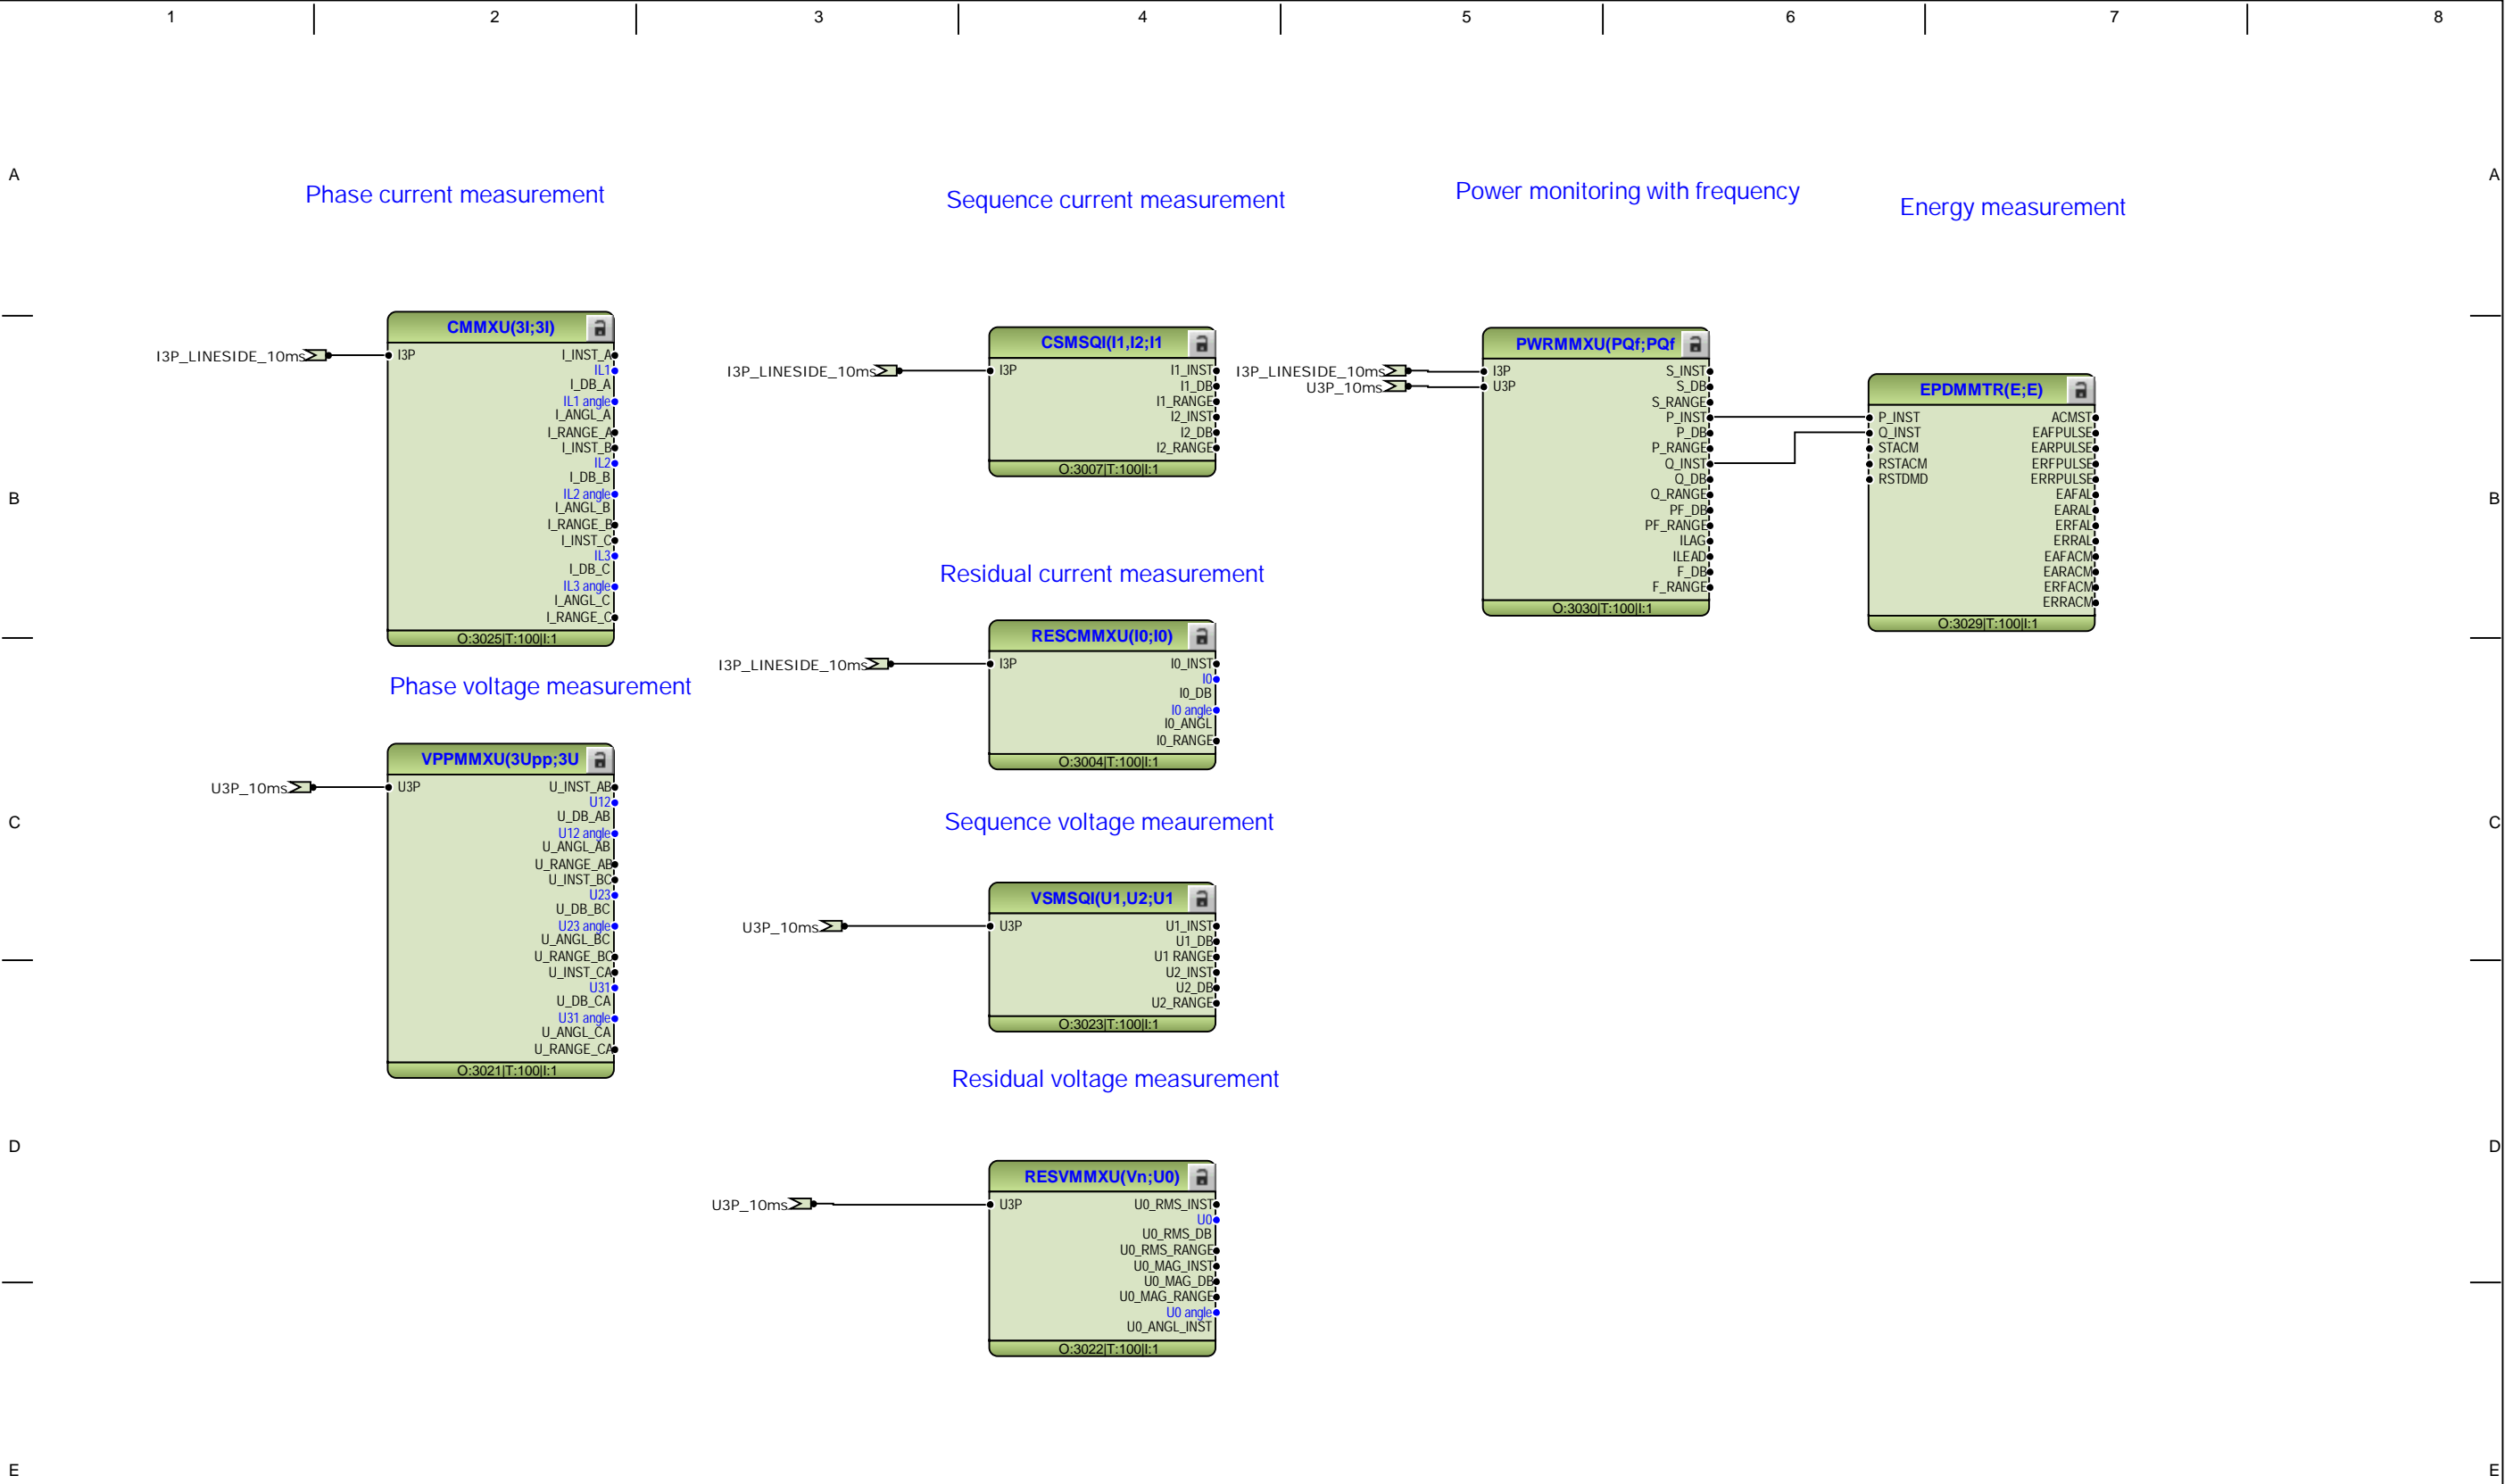 1 2 3 4 5 6 7 8
A A
Phase current measurement
Sequence current measurement
Power monitoring with frequency
Energy measurement
CMMXU(3I;3I)
I3P_LINESIDE_10ms
I3P
I_INST_A
IL1
I_DB_A
IL1 angle
I_ANGL_A
I_RANGE_A
I_INST_B
IL2
I_DB_B
IL2 angle
I_ANGL_B
I_RANGE_B
I_INST_C
IL3
I_DB_C
IL3 angle
I_ANGL_C
I_RANGE_C
O:3025|T:100|I:1
CSMSQI(I1,I2;I1
I3P_LINESIDE_10ms
I3P
I1_INST
I1_DB
I1_RANGE
I2_INST
I2_DB
I2_RANGE
O:3007|T:100|I:1
PWRMMXU(PQf;PQf
I3P_LINESIDE_10ms
U3P_10ms
I3P
U3P
S_INST
S_DB
S_RANGE
P_INST
P_DB
P_RANGE
Q_INST
Q_DB
Q_RANGE
PF_DB
PF_RANGE
ILAG
ILEAD
F_DB
F_RANGE
O:3030|T:100|I:1
EPDMMTR(E;E)
P_INST
Q_INST
STACM
RSTACM
RSTDMD
ACMST
EAFPULSE
EARPULSE
ERFPULSE
ERRPULSE
EAFAL
EARAL
ERFAL
ERRAL
EAFACM
EARACM
ERFACM
ERRACM
O:3029|T:100|I:1
B B
Residual current measurement
RESCMMXU(I0;I0)
I3P_LINESIDE_10ms
I3P
I0_INST
I0
I0_DB
I0 angle
I0_ANGL
I0_RANGE
O:3004|T:100|I:1
Phase voltage measurement
VPPMMXU(3Upp;3U
U3P_10ms
U3P
U_INST_AB
U12
U_DB_AB
U12 angle
U_ANGL_AB
U_RANGE_AB
U_INST_BC
U23
U_DB_BC
U23 angle
U_ANGL_BC
U_RANGE_BC
U_INST_CA
U31
U_DB_CA
U31 angle
U_ANGL_CA
U_RANGE_CA
O:3021|T:100|I:1
C C
Sequence voltage meaurement
VSMSQI(U1,U2;U1
U3P_10ms
U3P
U1_INST
U1_DB
U1 RANGE
U2_INST
U2_DB
U2_RANGE
O:3023|T:100|I:1
Residual voltage measurement
D D
RESVMMXU(Vn;U0)
U3P_10ms
U3P
U0_RMS_INST
U0
U0_RMS_DB
U0_RMS_RANGE
U0_MAG_INST
U0_MAG_DB
U0_MAG_RANGE
U0 angle
U0_ANGL_INST
O:3022|T:100|I:1
E E